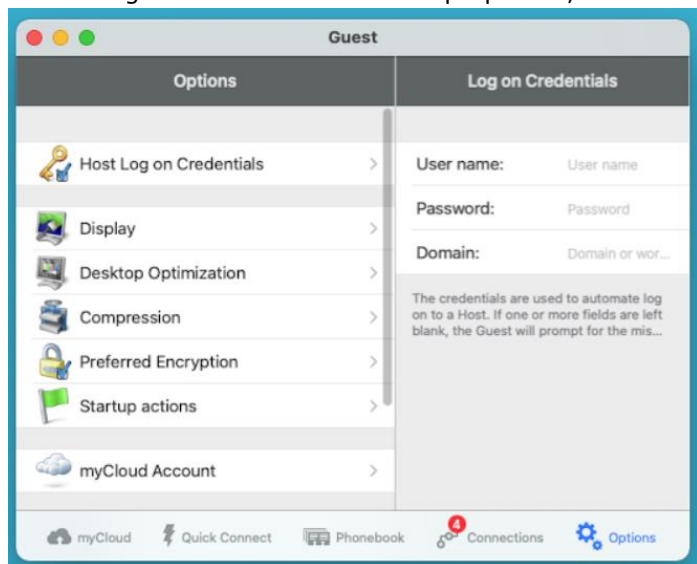 Guest
Options
Log on Credentials
Host Log on Credentials
Display
Desktop Optimization
Compression
Preferred Encryption
Startup actions
myCloud Account
User name: User name
Password: Password
Domain: Domain or wor...
The credentials are used to automate log
on to a Host. If one or more fields are left
blank, the Guest will prompt for the mis...
myCloud
Quick Connect
Phonebook
4
Connections
Options